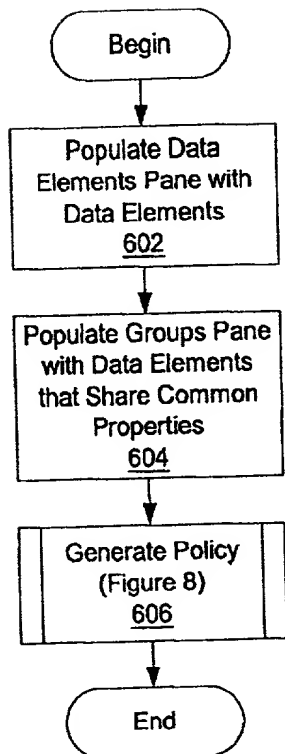 Begin
Populate Data
Elements Pane with
Data Elements
602
Populate Groups Pane
with Data Elements
that Share Common
Properties
604
Generate Policy
(Figure 8)
606
End